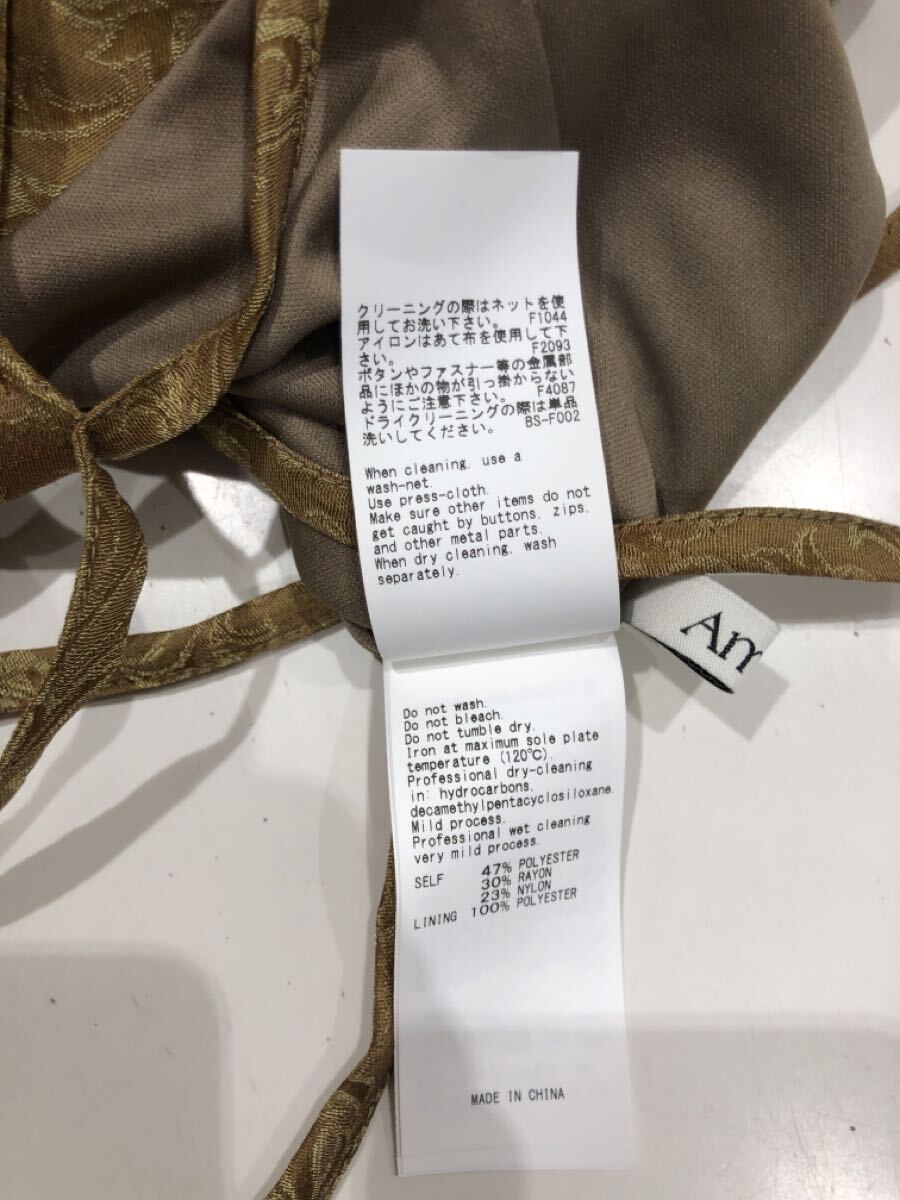 クリーニングの際はネットを使
用してお洗い下さい。 F1044
アイロンはあて布を使用して下
さい。 F2093
ボタンやファスナー等の金属部
品にほかの物が引っ掛からない
ようにご注意下さい。 F4087
ドライクリーニングの際は単品
洗いしてください。 BS-F002
When cleaning, use a
wash-net.
Use press-cloth.
Make sure other items do not
get caught by buttons, zips,
and other metal parts.
When dry cleaning, wash
separately.
Am
Do not wash.
Do not bleach.
Do not tumble dry.
Iron at maximum sole plate
temperature (120℃).
Professional dry-cleaning
in: hydrocarbons,
decamethylpentacyclosiloxane.
Mild process.
Professional wet cleaning
very mild process.
SELF 47% POLYESTER
30% RAYON
23% NYLON
LINING 100% POLYESTER
MADE IN CHINA